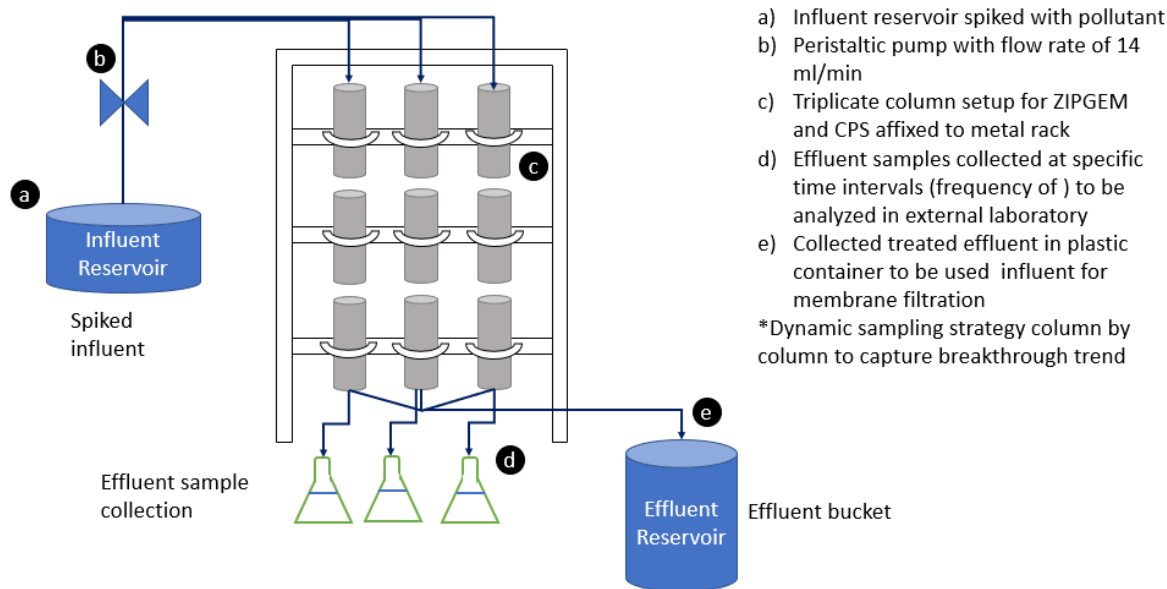 a) Influent reservoir spiked with pollutant
b) Peristaltic pump with flow rate of 14
ml/min
c) Triplicate column setup for ZIPGEM
and CPS affixed to metal rack
d) Effluent samples collected at specific
time intervals (frequency of ) to be
analyzed in external laboratory
e) Collected treated effluent in plastic
container to be used  influent for
membrane filtration
*Dynamic sampling strategy column by
column to capture breakthrough trend
b
a
Influent
Reservoir
Spiked
influent
c
d
Effluent sample
collection
e
Effluent
Reservoir
Effluent bucket